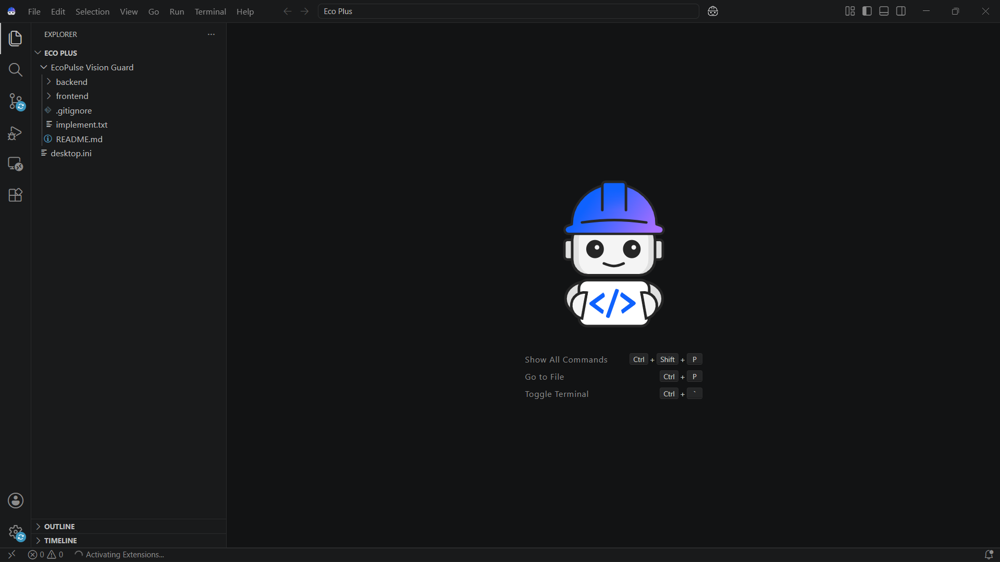 File Edit Selection View Go Run Terminal Help
Eco Plus
EXPLORER
ECO PLUS
EcoPulse Vision Guard
backend
frontend
.gitignore
implement.txt
README.md
desktop.ini
</>
Show All Commands Ctrl + Shift + P
Go to File Ctrl + P
Toggle Terminal Ctrl + `
OUTLINE
TIMELINE
0 0 Activating Extensions...